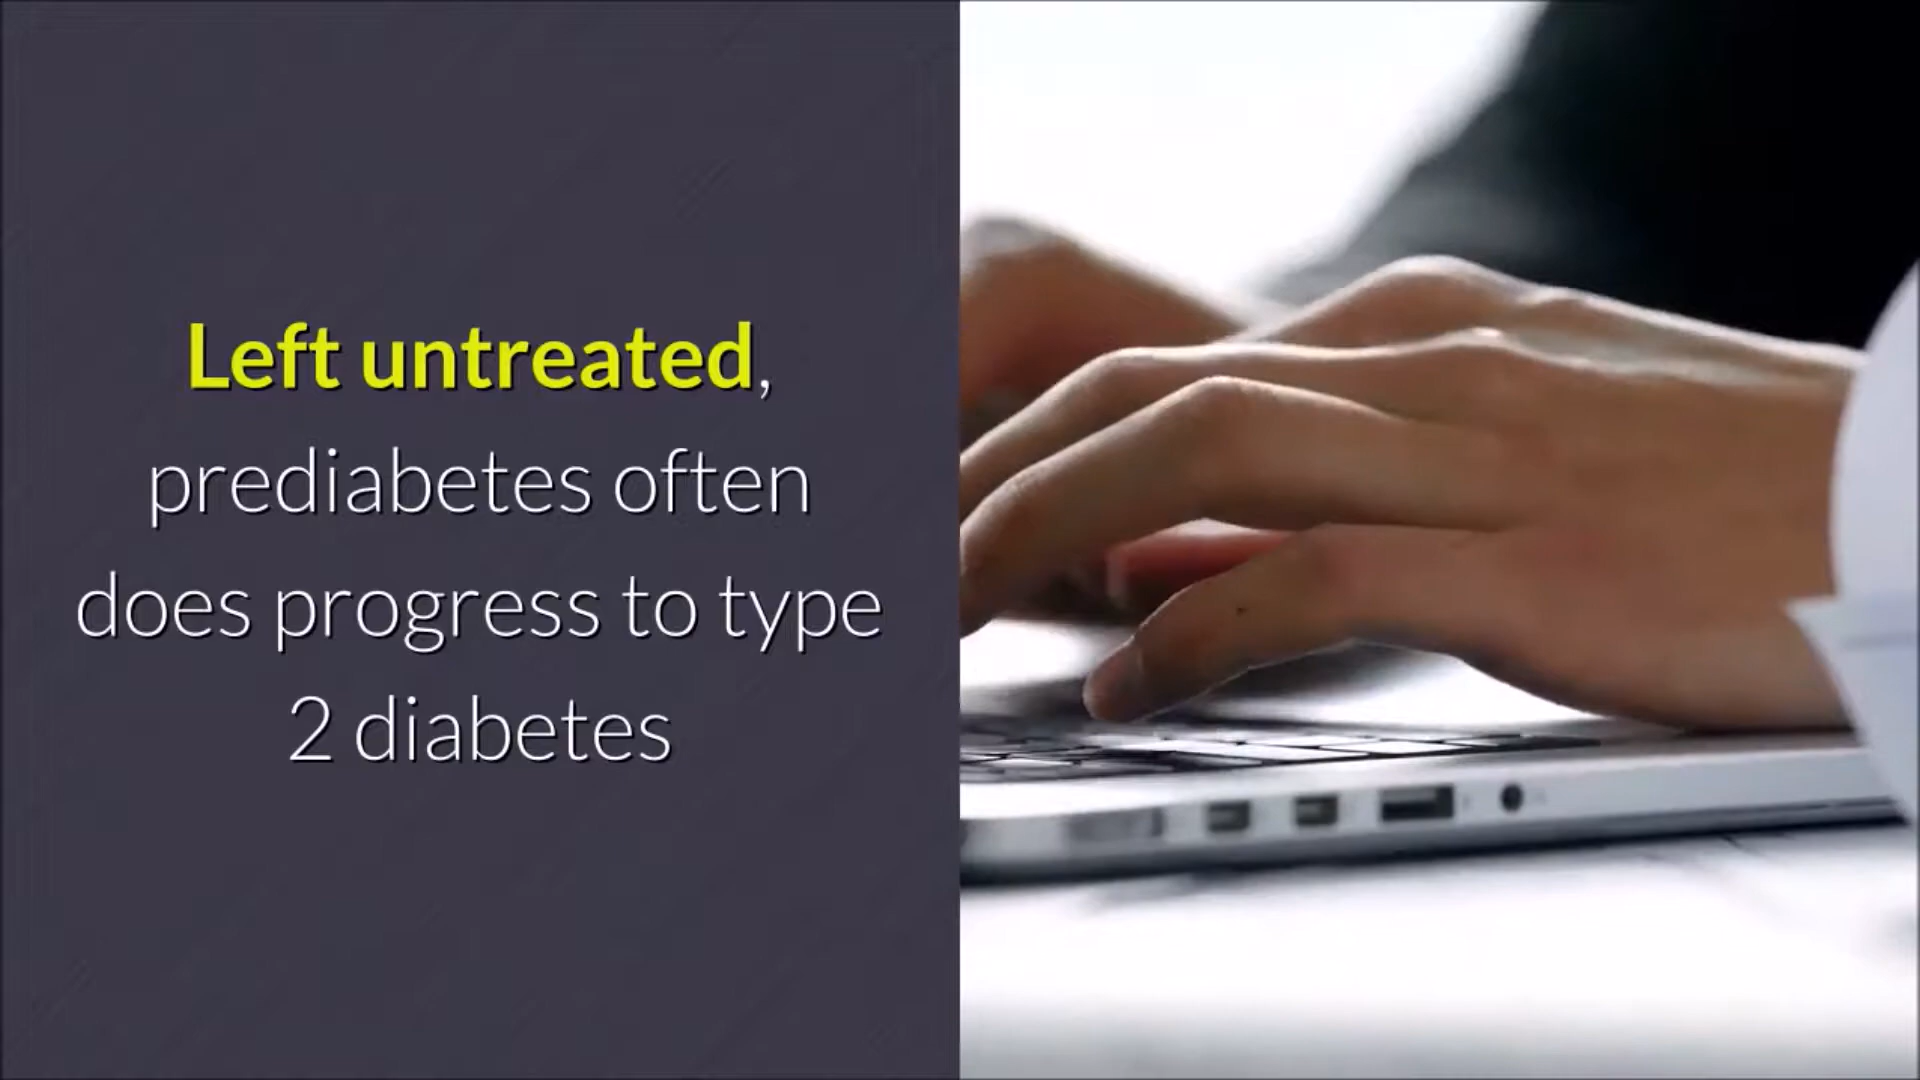 Left untreated,
prediabetes often
does progress to type
2 diabetes